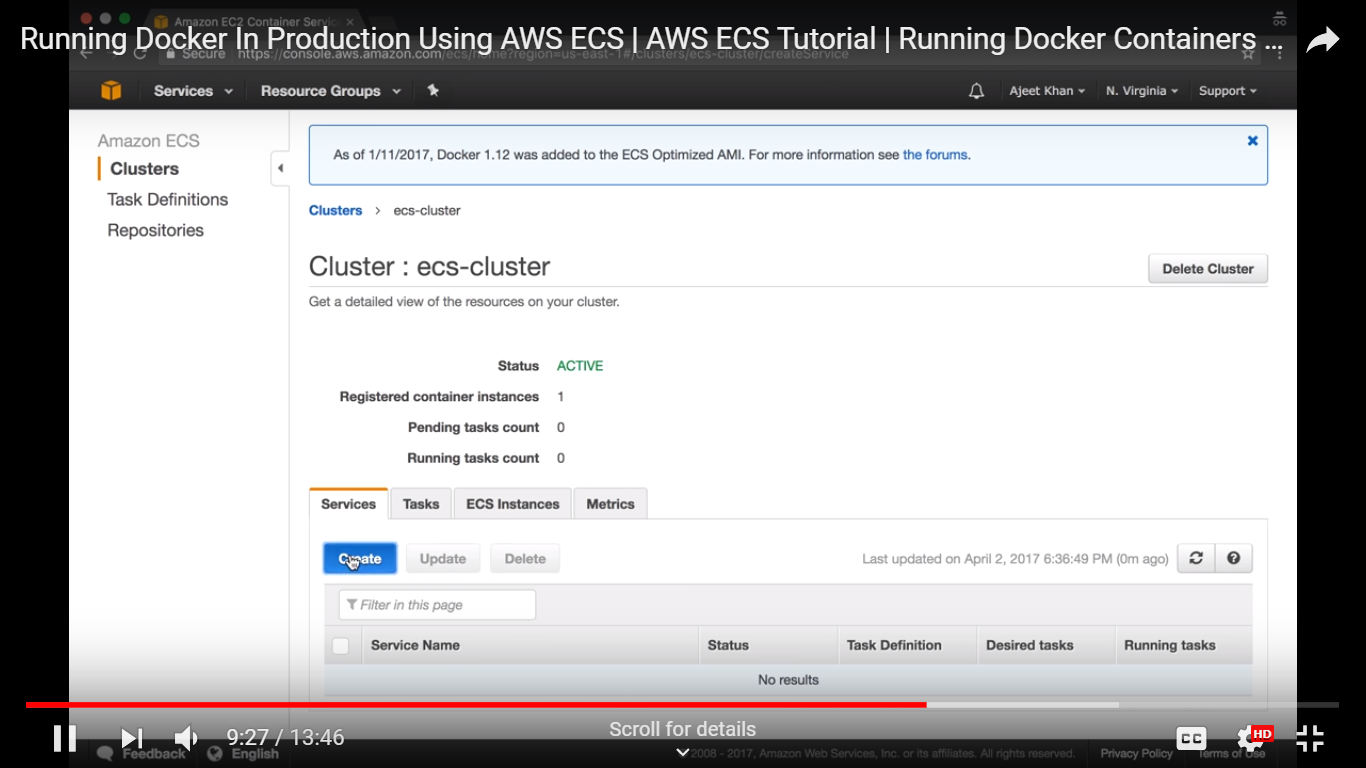 Amazon EC2 Container Servic ×
Running Docker In Production Using AWS ECS | AWS ECS Tutorial | Running Docker Containers ...
Secure https://console.aws.amazon.com/ecs/home?region=us-east-1#/clusters/ecs-cluster/createService
Services Resource Groups Ajeet Khan N. Virginia Support
Amazon ECS
Clusters
Task Definitions
Repositories
As of 1/11/2017, Docker 1.12 was added to the ECS Optimized AMI. For more information see the forums.
Clusters > ecs-cluster
Cluster : ecs-cluster
Delete Cluster
Get a detailed view of the resources on your cluster.
Status ACTIVE
Registered container instances 1
Pending tasks count 0
Running tasks count 0
Services Tasks ECS Instances Metrics
Create Update Delete Last updated on April 2, 2017 6:36:49 PM (0m ago)
Filter in this page
Service Name Status Task Definition Desired tasks Running tasks
No results
Scroll for details
9:27 / 13:46 CC HD
Feedback English 2008 - 2017, Amazon Web Services, Inc. or its affiliates. All rights reserved. Privacy Policy Terms of Use